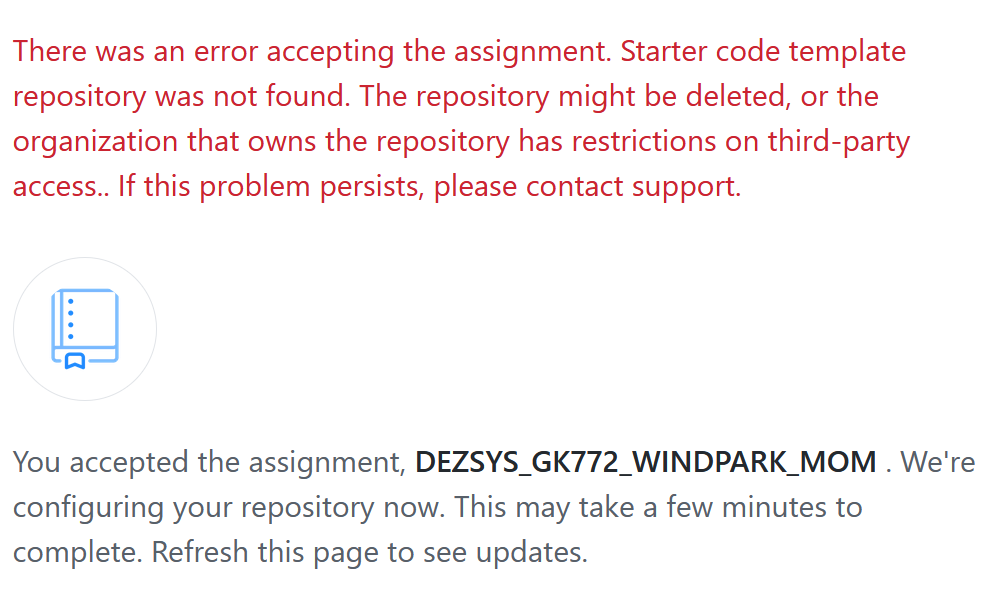 There was an error accepting the assignment. Starter code template
repository was not found. The repository might be deleted, or the
organization that owns the repository has restrictions on third-party
access.. If this problem persists, please contact support.
You accepted the assignment, DEZSYS_GK772_WINDPARK_MOM . We're
configuring your repository now. This may take a few minutes to
complete. Refresh this page to see updates.